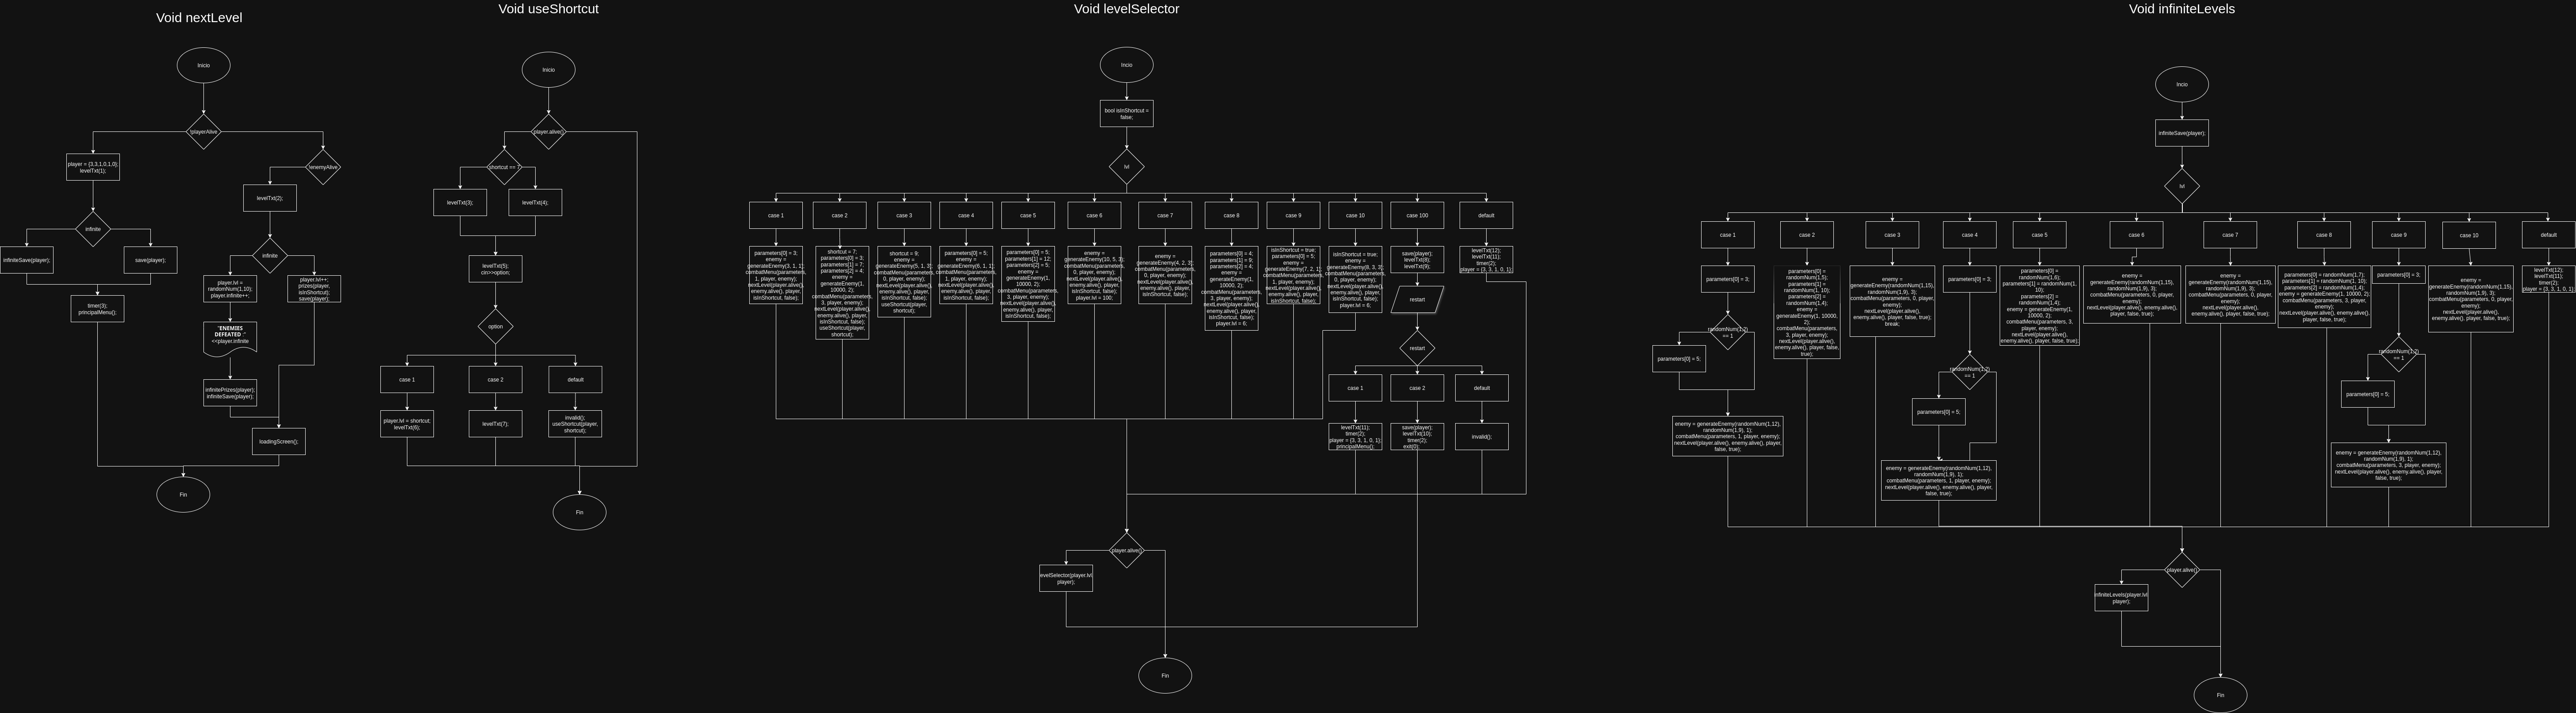 Void nextLevel
Inicio
!playerAlive
player = {3,3,1,0,1,0};
levelTxt(1);
!enemyAlive
levelTxt(2);
infinite
infiniteSave(player);
save(player);
timer(3);
principalMenu();
infinite
player.lvl =
randomNum(1,10);
player.infinite++;
player.lvl++;
prizes(player,
isInShortcut);
save(player);
"ENEMIES
DEFEATED :"
<<player.infinite
infinitePrizes(player);
infiniteSave(player);
loadingScreen();
Fin
Void useShortcut
Inicio
player.alive()
shortcut == 7
levelTxt(3);
levelTxt(4);
levelTxt(5);
cin>>option;
option
case 1
case 2
default
player.lvl = shortcut;
levelTxt(6);
levelTxt(7);
invalid();
useShortcut(player,
shortcut);
Fin
Void levelSelector
Incio
bool isInShortcut =
false;
lvl
case 1
case 2
case 3
case 4
case 5
case 6
case 7
case 8
case 9
case 10
case 100
default
parameters[0] = 3;
enemy =
generateEnemy(3, 1, 1);
combatMenu(parameters,
1, player, enemy);
nextLevel(player.alive(),
enemy.alive(), player,
isInShortcut, false);
shortcut = 7;
parameters[0] = 3;
parameters[1] = 7;
parameters[2] = 4;
enemy =
generateEnemy(1,
10000, 2);
combatMenu(parameters,
3, player, enemy);
nextLevel(player.alive(),
enemy.alive(), player,
isInShortcut, false);
useShortcut(player,
shortcut);
shortcut = 9;
enemy =
generateEnemy(5, 1, 3);
combatMenu(parameters,
0, player, enemy);
nextLevel(player.alive(),
enemy.alive(), player,
isInShortcut, false);
useShortcut(player,
shortcut);
parameters[0] = 5;
enemy =
generateEnemy(6, 1, 1);
combatMenu(parameters,
1, player, enemy);
nextLevel(player.alive(),
enemy.alive(), player,
isInShortcut, false);
parameters[0] = 5;
parameters[1] = 12;
parameters[2] = 5;
enemy =
generateEnemy(1,
10000, 2);
combatMenu(parameters,
3, player, enemy);
nextLevel(player.alive(),
enemy.alive(), player,
isInShortcut, false);
enemy =
generateEnemy(10, 5, 3);
combatMenu(parameters,
0, player, enemy);
nextLevel(player.alive(),
enemy.alive(), player,
isInShortcut, false);
player.lvl = 100;
enemy =
generateEnemy(4, 2, 3);
combatMenu(parameters,
0, player, enemy);
nextLevel(player.alive(),
enemy.alive(), player,
isInShortcut, false);
parameters[0] = 4;
parameters[1] = 9;
parameters[2] = 4;
enemy =
generateEnemy(1,
10000, 2);
combatMenu(parameters,
3, player, enemy);
nextLevel(player.alive(),
enemy.alive(), player,
isInShortcut, false);
player.lvl = 6;
isInShortcut = true;
parameters[0] = 5;
enemy =
generateEnemy(7, 2, 1);
combatMenu(parameters,
1, player, enemy);
nextLevel(player.alive(),
enemy.alive(), player,
isInShortcut, false);
isInShortcut = true;
enemy =
generateEnemy(8, 3, 3);
combatMenu(parameters,
0, player, enemy);
nextLevel(player.alive(),
enemy.alive(), player,
isInShortcut, false);
player.lvl = 6;
save(player);
levelTxt(8);
levelTxt(9);
levelTxt(12);
levelTxt(11);
timer(2);
player = {3, 3, 1, 0, 1, 0};
restart
restart
case 1
case 2
default
levelTxt(11);
timer(2);
player = {3, 3, 1, 0, 1};
principalMenu();
save(player);
levelTxt(10);
timer(2);
exit(0);
invalid();
player.alive()
levelSelector(player.lvl,
player);
Fin
Void infiniteLevels
Incio
infiniteSave(player);
lvl
case 1
case 2
case 3
case 4
case 5
case 6
case 7
case 8
case 9
case 10
default
parameters[0] = 3;
randomNum(1,2)
== 1
parameters[0] = 5;
enemy = generateEnemy(randomNum(1,12),
randomNum(1,9), 1);
combatMenu(parameters, 1, player, enemy);
nextLevel(player.alive(), enemy.alive(), player,
false, true);
parameters[0] =
randomNum(1,5);
parameters[1] =
randomNum(1, 10);
parameters[2] =
randomNum(1,4);
enemy =
generateEnemy(1, 10000,
2);
combatMenu(parameters,
3, player, enemy);
nextLevel(player.alive(),
enemy.alive(), player, false,
true);
enemy =
generateEnemy(randomNum(1,15),
randomNum(1,9), 3);
combatMenu(parameters, 0, player,
enemy);
nextLevel(player.alive(),
enemy.alive(), player, false, true);
break;
parameters[0] = 3;
randomNum(1,2)
== 1
parameters[0] = 5;
enemy = generateEnemy(randomNum(1,12),
randomNum(1,9), 1);
combatMenu(parameters, 1, player, enemy);
nextLevel(player.alive(), enemy.alive(), player,
false, true);
parameters[0] =
randomNum(1,6);
parameters[1] = randomNum(1,
10);
parameters[2] =
randomNum(1,4);
enemy = generateEnemy(1,
10000, 2);
combatMenu(parameters, 3,
player, enemy);
nextLevel(player.alive(),
enemy.alive(), player, false, true);
enemy =
generateEnemy(randomNum(1,15),
randomNum(1,9), 3);
combatMenu(parameters, 0, player,
enemy);
nextLevel(player.alive(), enemy.alive(),
player, false, true);
enemy =
generateEnemy(randomNum(1,15),
randomNum(1,9), 3);
combatMenu(parameters, 0, player,
enemy);
nextLevel(player.alive(),
enemy.alive(), player, false, true);
parameters[0] = randomNum(1,7);
parameters[1] = randomNum(1, 10);
parameters[2] = randomNum(1,4);
enemy = generateEnemy(1, 10000, 2);
combatMenu(parameters, 3, player,
enemy);
nextLevel(player.alive(), enemy.alive(),
player, false, true);
parameters[0] = 3;
randomNum(1,2)
== 1
parameters[0] = 5;
enemy = generateEnemy(randomNum(1,12),
randomNum(1,9), 1);
combatMenu(parameters, 3, player, enemy);
nextLevel(player.alive(), enemy.alive(), player,
false, true);
enemy =
generateEnemy(randomNum(1,15),
randomNum(1,9), 3);
combatMenu(parameters, 0, player,
enemy);
nextLevel(player.alive(),
enemy.alive(), player, false, true);
levelTxt(12);
levelTxt(11);
timer(2);
player = {3, 3, 1, 0, 1};
player.alive()
infiniteLevels(player.lvl,
player);
Fin